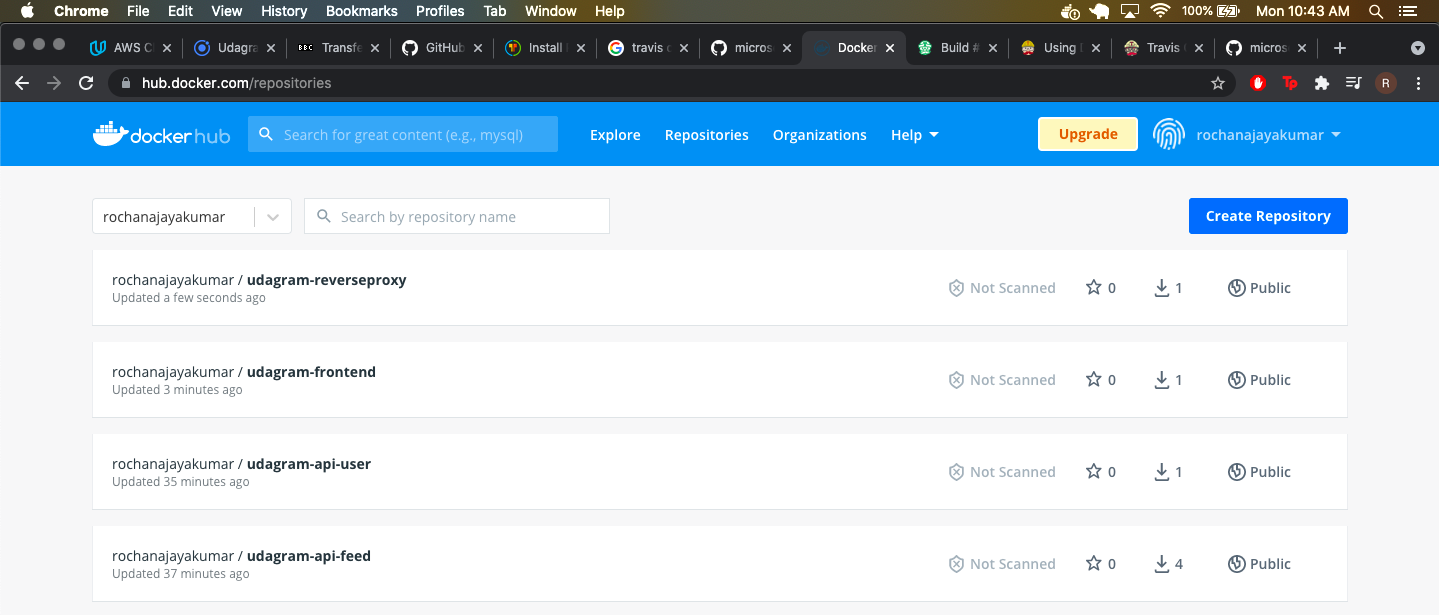 Chrome File Edit View History Bookmarks Profiles Tab Window Help 100% Mon 10:43 AM
AWS C Udagra BBC Transfe GitHub Install travis c micros Docker Build # Using Travis micros
hub.docker.com/repositories R
docker hub Search for great content (e.g., mysql) Explore Repositories Organizations Help Upgrade rochanajayakumar
rochanajayakumar Search by repository name Create Repository
rochanajayakumar / udagram-reverseproxy Not Scanned 0 1 Public
Updated a few seconds ago
rochanajayakumar / udagram-frontend Not Scanned 0 1 Public
Updated 3 minutes ago
rochanajayakumar / udagram-api-user Not Scanned 0 1 Public
Updated 35 minutes ago
rochanajayakumar / udagram-api-feed Not Scanned 0 4 Public
Updated 37 minutes ago